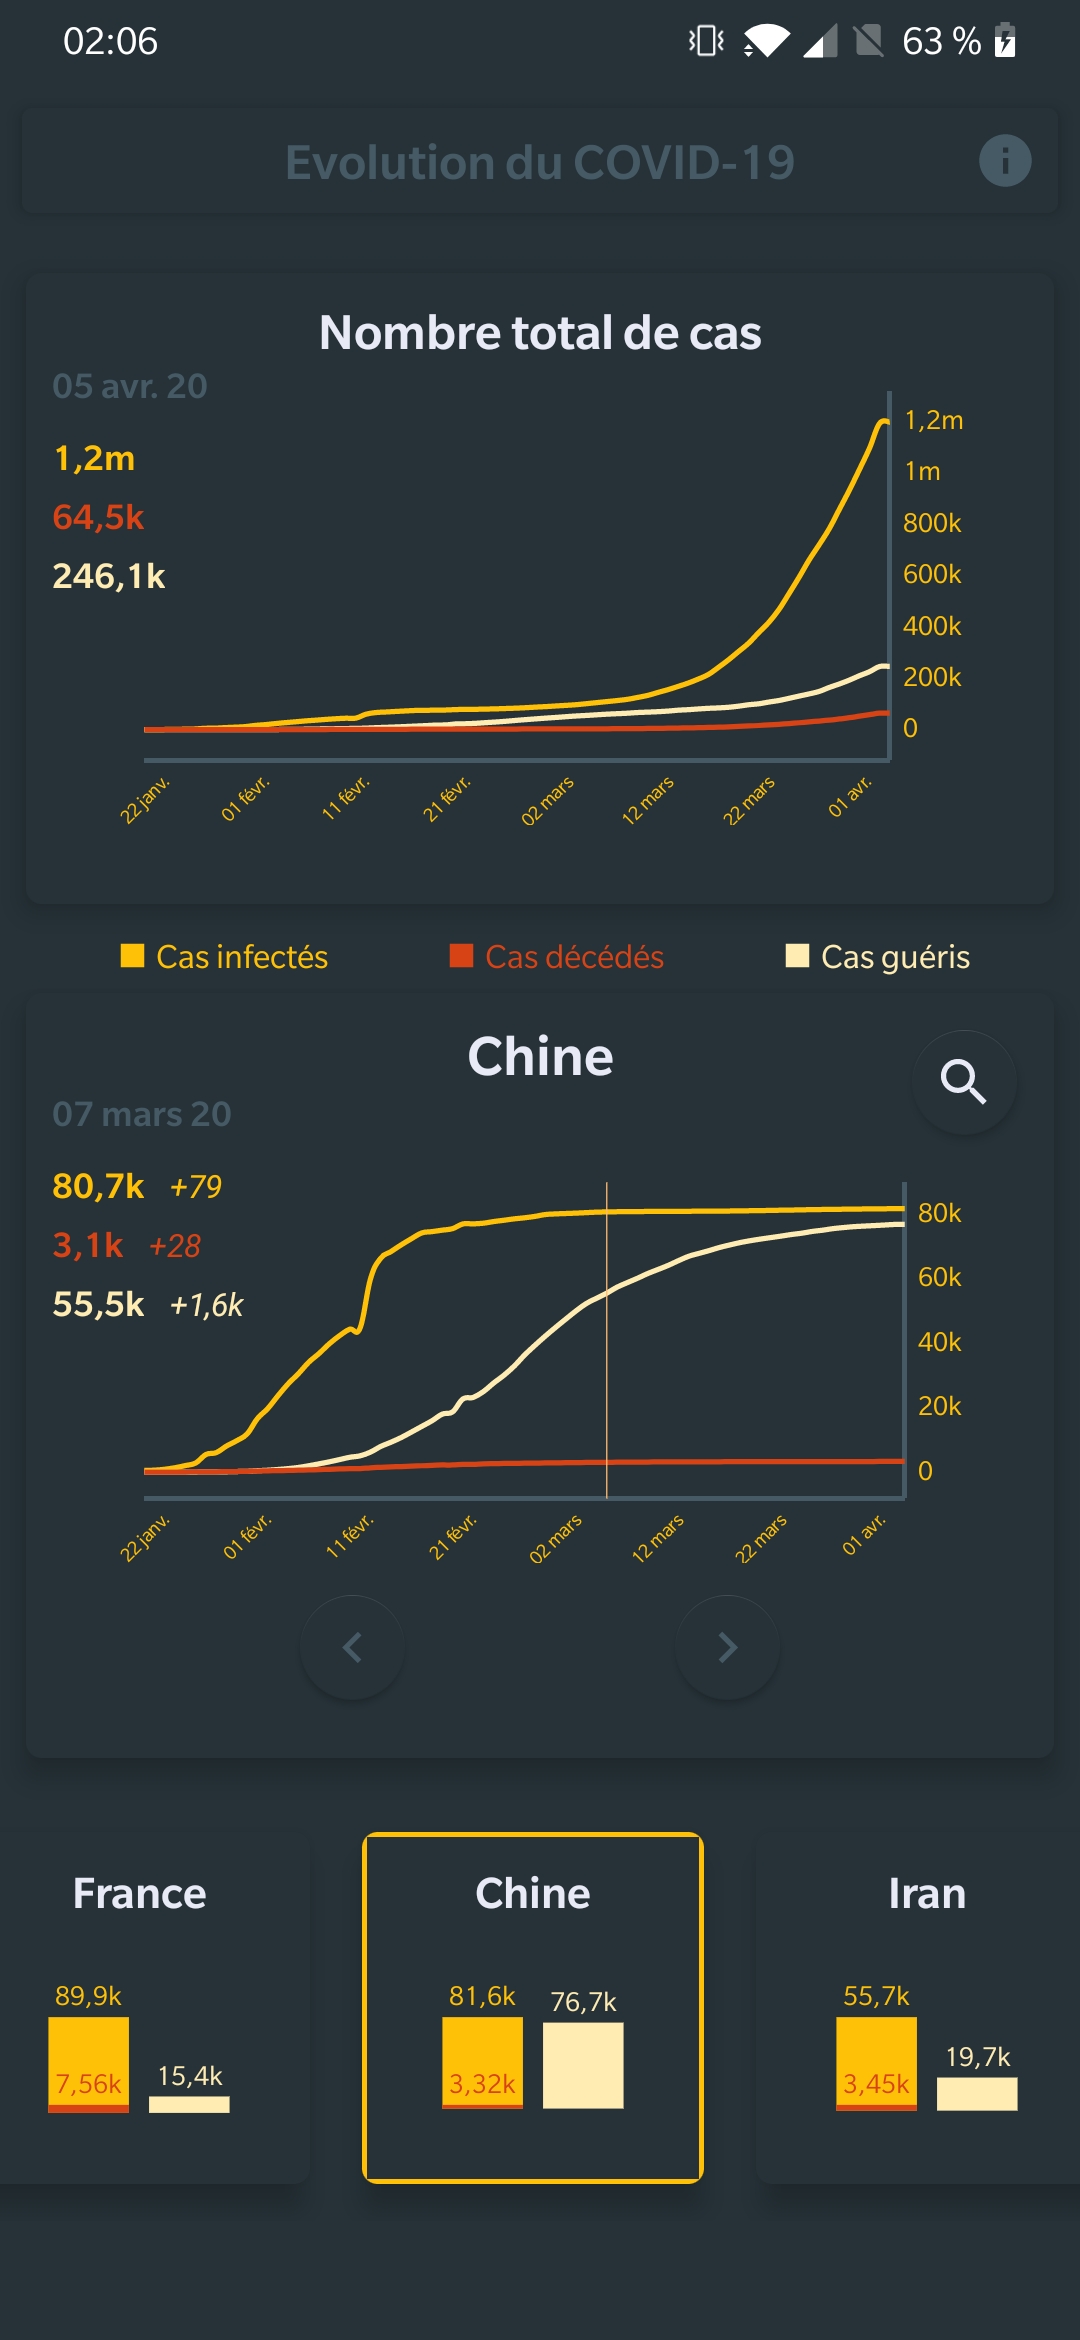 02:06
63 %
Evolution du COVID-19
Nombre total de cas
05 avr. 20
1,2m
64,5k
246,1k
1,2m
1m
800k
600k
400k
200k
0
22 janv.
01 févr.
11 févr.
21 févr.
02 mars
12 mars
22 mars
01 avr.
Cas infectés
Cas décédés
Cas guéris
Chine
07 mars 20
80,7k +79
3,1k +28
55,5k +1,6k
80k
60k
40k
20k
0
22 janv.
01 févr.
11 févr.
21 févr.
02 mars
12 mars
22 mars
01 avr.
France
89,9k
7,56k
15,4k
Chine
81,6k
3,32k
76,7k
Iran
55,7k
3,45k
19,7k